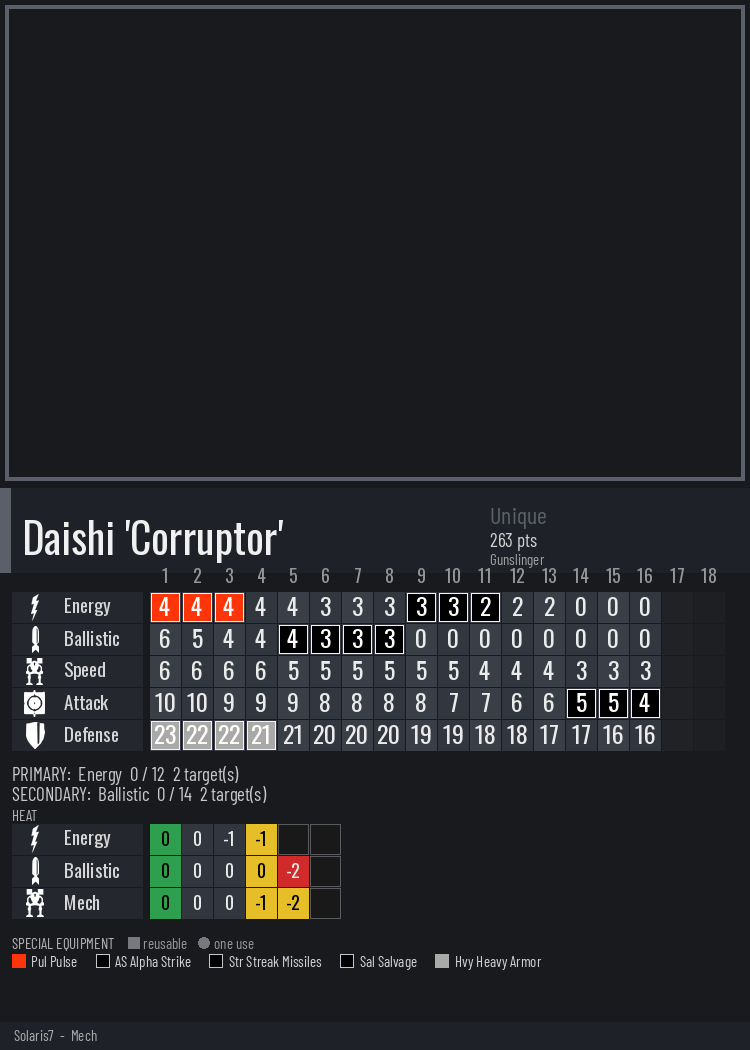 Daishi 'Corruptor'
Unique
263 pts
Gunslinger
1 2 3 4 5 6 7 8 9 10 11 12 13 14 15 16 17 18
Energy 4 4 4 4 4 3 3 3 3 3 2 2 2 0 0 0
Ballistic 6 5 4 4 4 3 3 3 0 0 0 0 0 0 0 0
Speed 6 6 6 6 5 5 5 5 5 5 4 4 4 3 3 3
Attack 10 10 9 9 9 8 8 8 8 7 7 6 6 5 5 4
Defense 23 22 22 21 21 20 20 20 19 19 18 18 17 17 16 16
PRIMARY: Energy 0 / 12 2 target(s)
SECONDARY: Ballistic 0 / 14 2 target(s)
HEAT
Energy 0 0 -1 -1
Ballistic 0 0 0 0 -2
Mech 0 0 0 -1 -2
SPECIAL EQUIPMENT reusable one use
Pul Pulse AS Alpha Strike Str Streak Missiles Sal Salvage Hvy Heavy Armor
Solaris7 - Mech